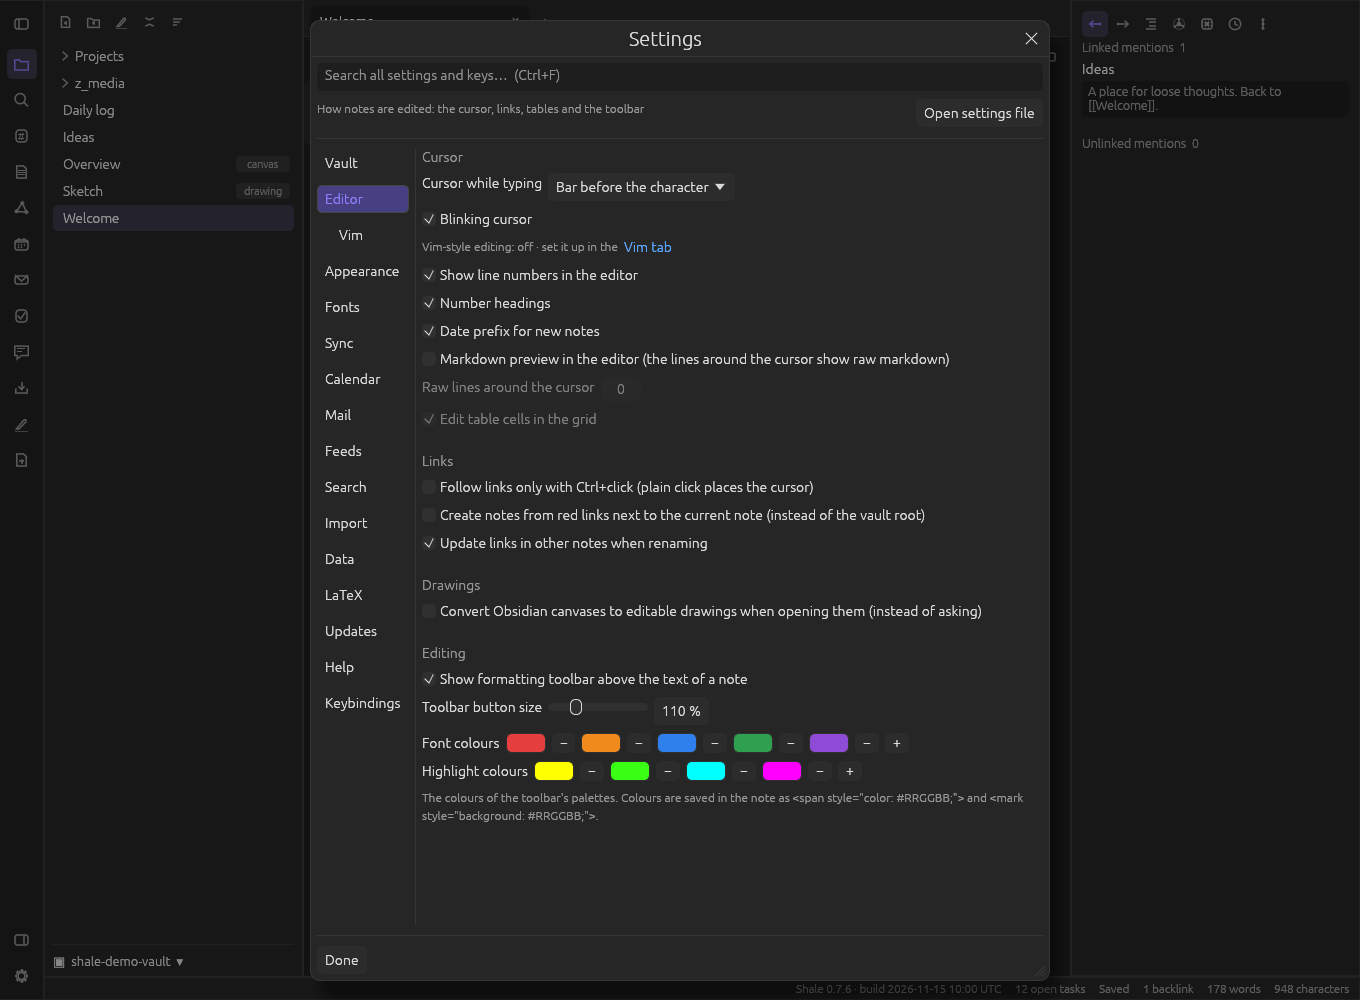 Settings
Search all settings and keys... (Ctrl+F)
How notes are edited: the cursor, links, tables and the toolbar
Open settings file
Projects
z_media
Daily log
Ideas
Overview
canvas
Sketch
drawing
Welcome
shale-demo-vault ▾
Vault
Editor
Vim
Appearance
Fonts
Sync
Calendar
Mail
Feeds
Search
Import
Data
LaTeX
Updates
Help
Keybindings
Cursor
Cursor while typing
Bar before the character
Blinking cursor
Vim-style editing: off · set it up in the Vim tab
Show line numbers in the editor
Number headings
Date prefix for new notes
Markdown preview in the editor (the lines around the cursor show raw markdown)
Raw lines around the cursor 0
Edit table cells in the grid
Links
Follow links only with Ctrl+click (plain click places the cursor)
Create notes from red links next to the current note (instead of the vault root)
Update links in other notes when renaming
Drawings
Convert Obsidian canvases to editable drawings when opening them (instead of asking)
Editing
Show formatting toolbar above the text of a note
Toolbar button size
110 %
Font colours − − − − − +
Highlight colours − − − − +
The colours of the toolbar's palettes. Colours are saved in the note as <span style="color: #RRGGBB;"> and <mark
style="background: #RRGGBB;">.
Done
Linked mentions 1
Ideas
A place for loose thoughts. Back to
[[Welcome]].
Unlinked mentions 0
Shale 0.7.6 · build 2026-11-15 10:00 UTC
12 open tasks
Saved
1 backlink
178 words
948 characters